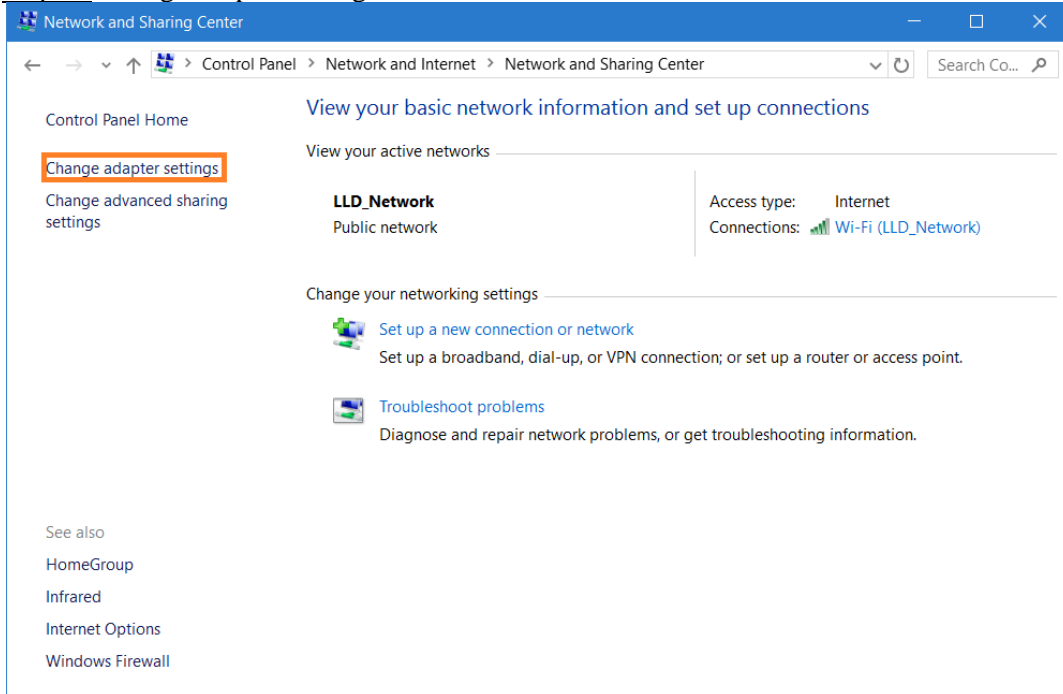 Network and Sharing Center
Control Panel > Network and Internet > Network and Sharing Center
Search Co...
Control Panel Home
Change adapter settings
Change advanced sharing
settings
View your basic network information and set up connections
View your active networks
LLD_Network
Public network
Access type: Internet
Connections: Wi-Fi (LLD_Network)
Change your networking settings
Set up a new connection or network
Set up a broadband, dial-up, or VPN connection; or set up a router or access point.
Troubleshoot problems
Diagnose and repair network problems, or get troubleshooting information.
See also
HomeGroup
Infrared
Internet Options
Windows Firewall